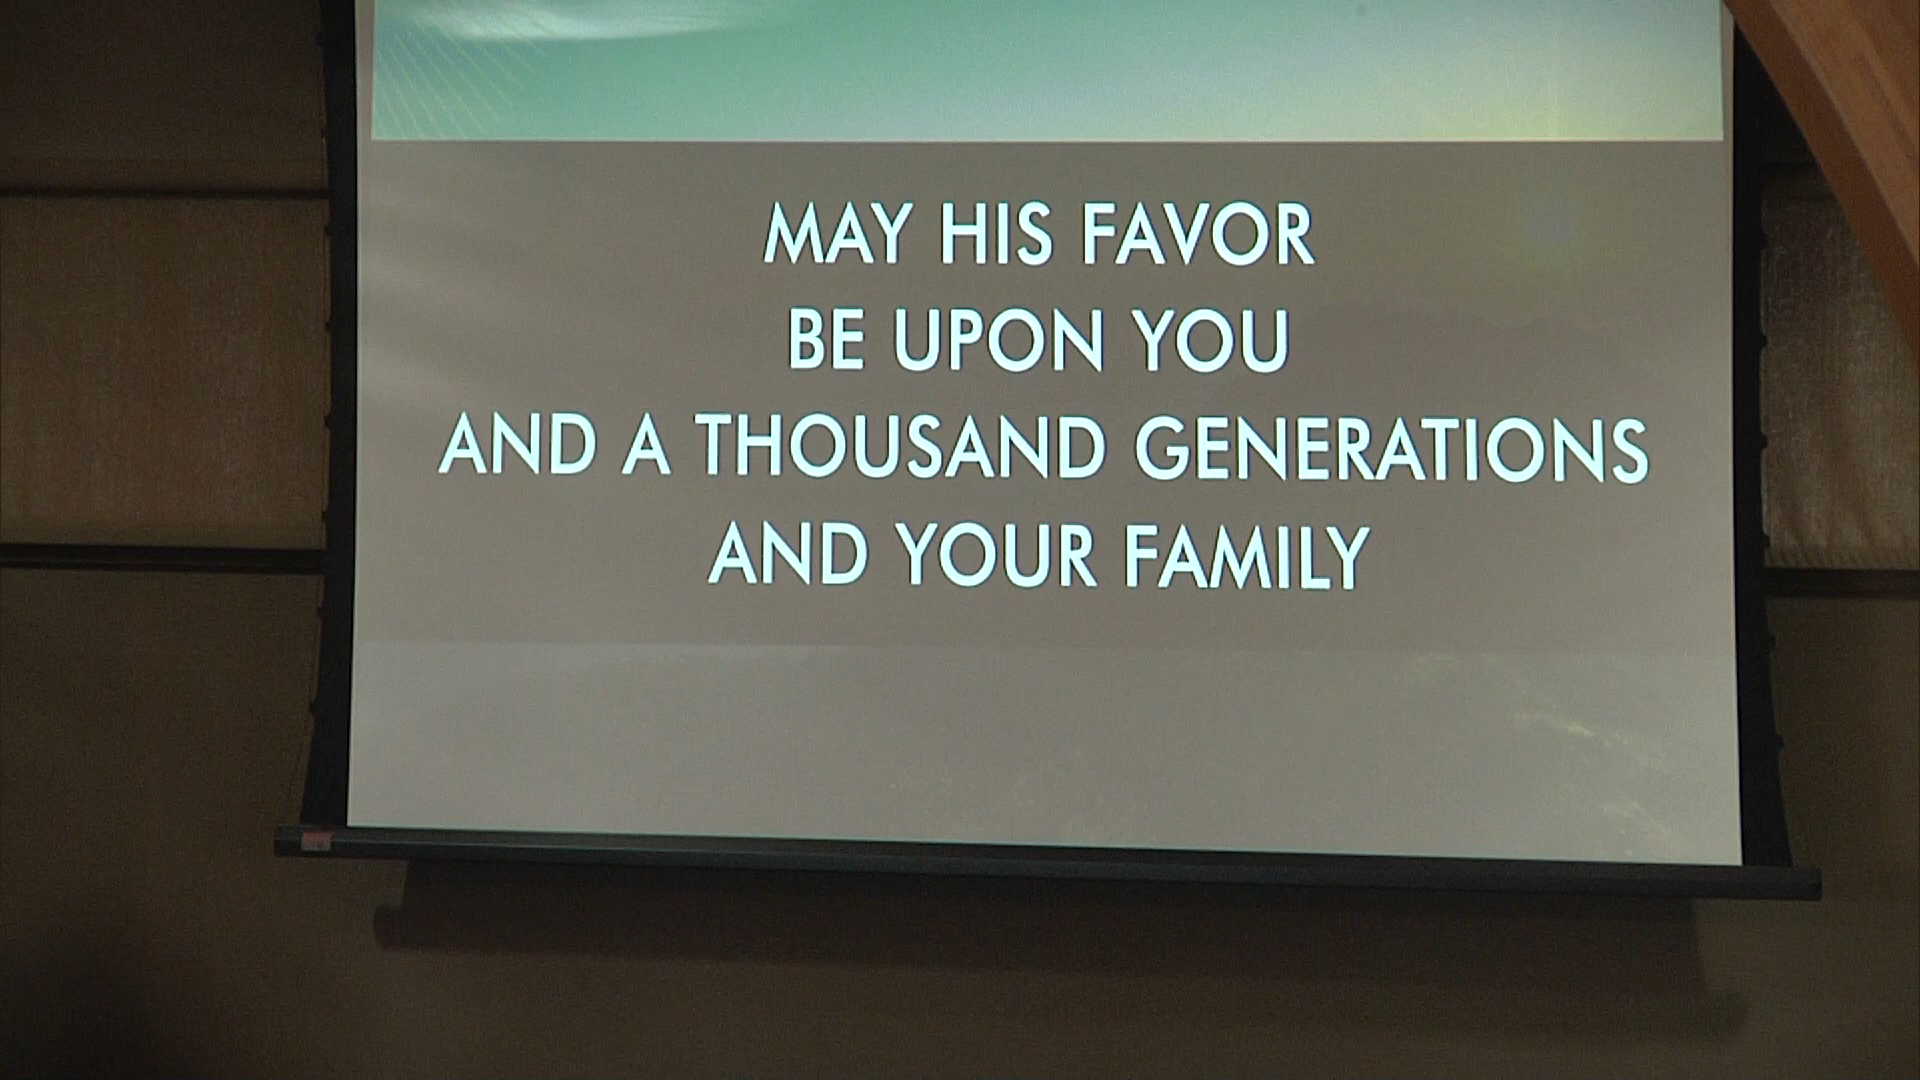 MAY HIS FAVOR
BE UPON YOU
AND A THOUSAND GENERATIONS
AND YOUR FAMILY